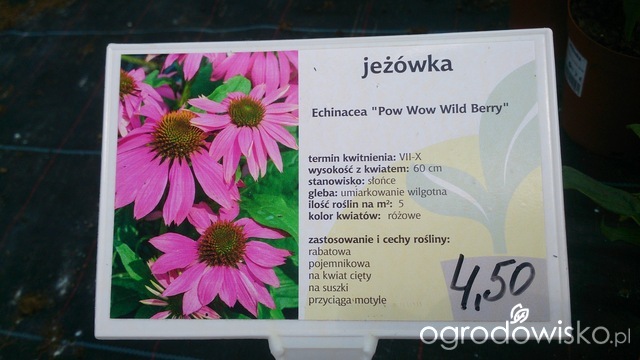 jeżówka
Echinacea "Pow Wow Wild Berry"
termin kwitnienia: VII-X
wysokość z kwiatem: 60 cm
stanowisko: słońce
gleba: umiarkowanie wilgotna
ilość roślin na m²: 5
kolor kwiatów: różowe
zastosowanie i cechy rośliny:
rabatowa
pojemnikowa
na kwiat cięty
na suszki
przyciąga motyle
4,50
ogrodowisko.pl